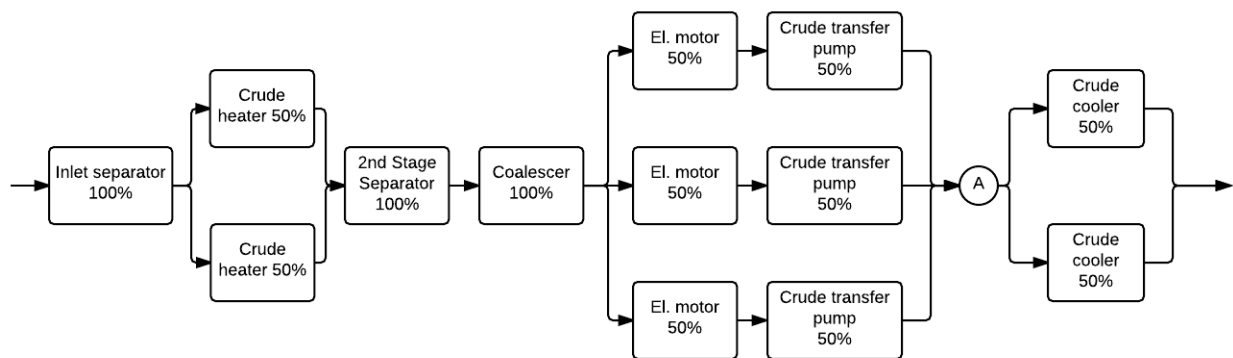 Inlet separator
100%
Crude
heater 50%
Crude
heater 50%
2nd Stage
Separator
100%
Coalescer
100%
El. motor
50%
Crude transfer
pump
50%
El. motor
50%
Crude transfer
pump
50%
El. motor
50%
Crude transfer
pump
50%
A
Crude
cooler
50%
Crude
cooler
50%